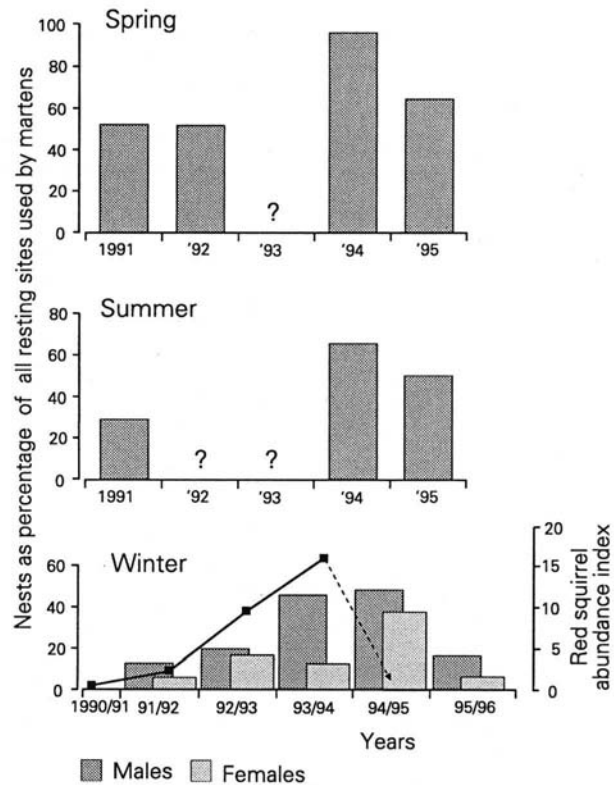 Nests as percentage of all resting sites used by martens
Spring
100
80
60
40
20
0
?
1991 '92 '93 '94 '95
Summer
80
60
40
20
0
? ?
1991 '92 '93 '94 '95
Winter
60
40
20
0
20
15
10
5
0
Red squirrel
abundance index
1990/91 91/92 92/93 93/94 94/95 95/96
Years
Males Females